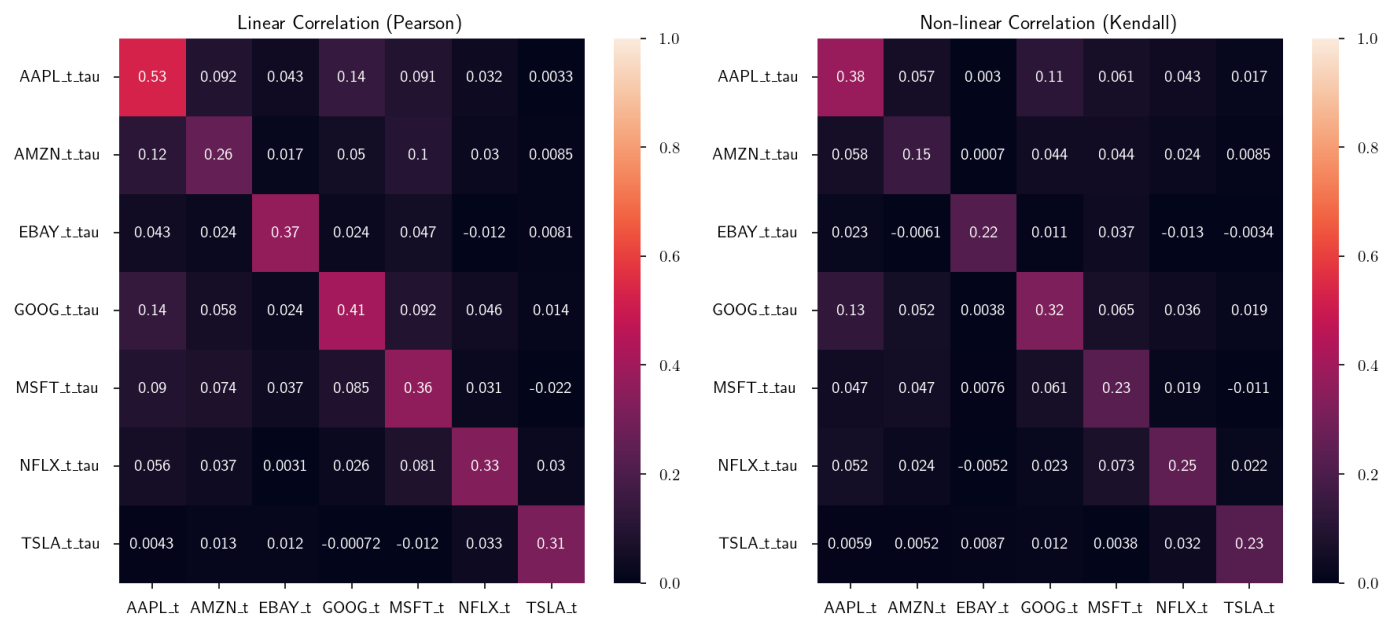 Linear Correlation (Pearson)
AAPL_t_tau 0.53 0.092 0.043 0.14 0.091 0.032 0.0033
AMZN_t_tau 0.12 0.26 0.017 0.05 0.1 0.03 0.0085
EBAY_t_tau 0.043 0.024 0.37 0.024 0.047 -0.012 0.0081
GOOG_t_tau 0.14 0.058 0.024 0.41 0.092 0.046 0.014
MSFT_t_tau 0.09 0.074 0.037 0.085 0.36 0.031 -0.022
NFLX_t_tau 0.056 0.037 0.0031 0.026 0.081 0.33 0.03
TSLA_t_tau 0.0043 0.013 0.012 -0.00072 -0.012 0.033 0.31
AAPL_t AMZN_t EBAY_t GOOG_t MSFT_t NFLX_t TSLA_t
1.0
0.8
0.6
0.4
0.2
0.0
Non-linear Correlation (Kendall)
AAPL_t_tau 0.38 0.057 0.003 0.11 0.061 0.043 0.017
AMZN_t_tau 0.058 0.15 0.0007 0.044 0.044 0.024 0.0085
EBAY_t_tau 0.023 -0.0061 0.22 0.011 0.037 -0.013 -0.0034
GOOG_t_tau 0.13 0.052 0.0038 0.32 0.065 0.036 0.019
MSFT_t_tau 0.047 0.047 0.0076 0.061 0.23 0.019 -0.011
NFLX_t_tau 0.052 0.024 -0.0052 0.023 0.073 0.25 0.022
TSLA_t_tau 0.0059 0.0052 0.0087 0.012 0.0038 0.032 0.23
AAPL_t AMZN_t EBAY_t GOOG_t MSFT_t NFLX_t TSLA_t
1.0
0.8
0.6
0.4
0.2
0.0